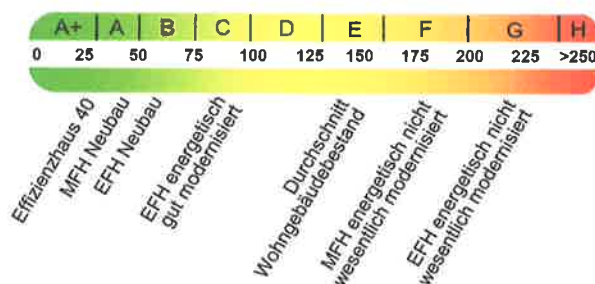 A+ A B C D E F G H
0 25 50 75 100 125 150 175 200 225 >250
Effizienzhaus 40
MFH Neubau
EFH Neubau
EFH energetisch
gut modernisiert
Durchschnitt
Wohngebäudebestand
MFH energetisch nicht
wesentlich modernisiert
EFH energetisch nicht
wesentlich modernisiert